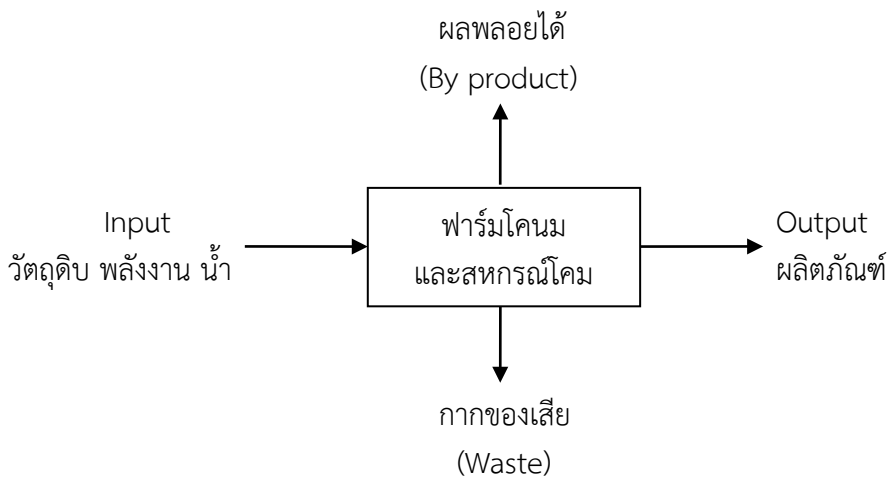 ผลพลอยได้
(By product)
Input
วัตถุดิบ พลังงาน น้ำ
ฟาร์มโคนม
และสหกรณ์โคม
Output
ผลิตภัณฑ์
กากของเสีย
(Waste)